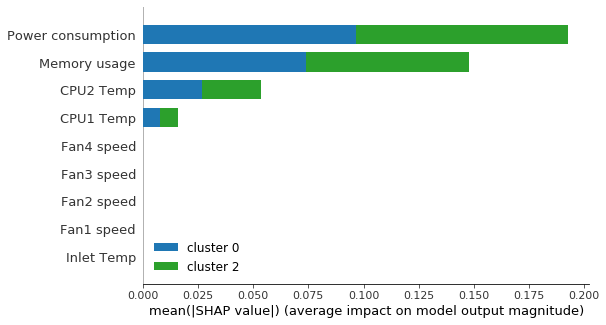 Power consumption
Memory usage
CPU2 Temp
CPU1 Temp
Fan4 speed
Fan3 speed
Fan2 speed
Fan1 speed
Inlet Temp
cluster 0
cluster 2
0.000 0.025 0.050 0.075 0.100 0.125 0.150 0.175 0.200
mean(|SHAP value|) (average impact on model output magnitude)